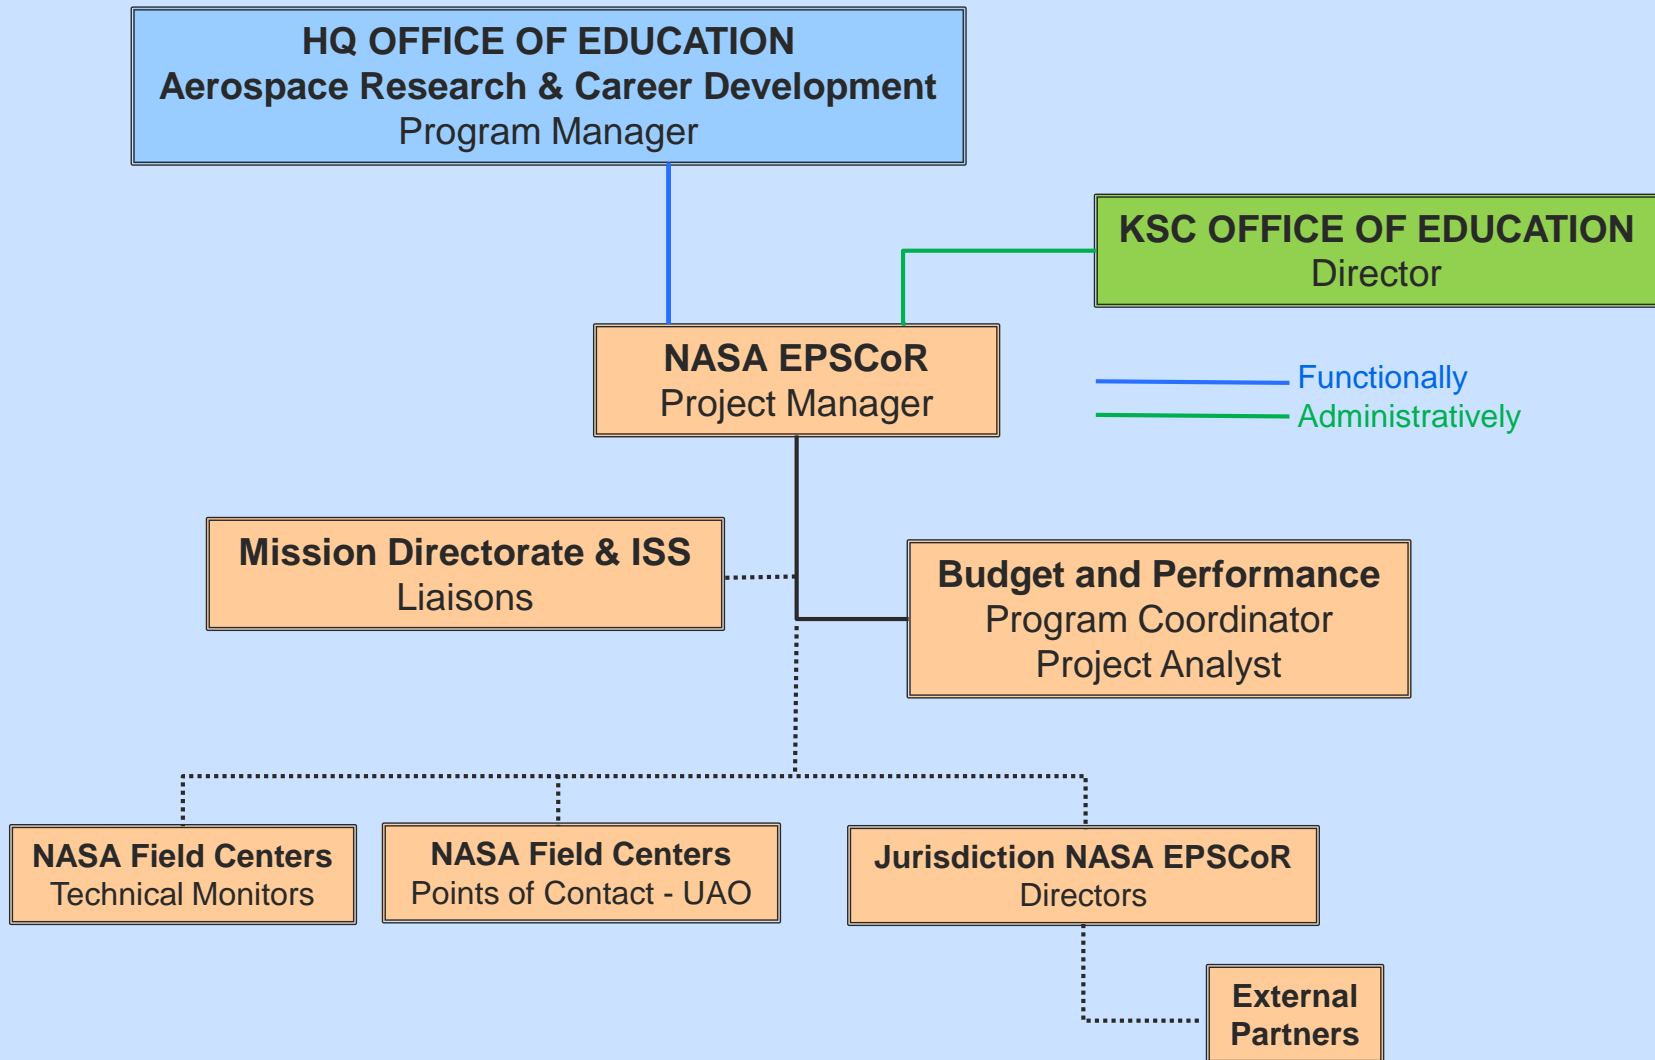 HQ OFFICE OF EDUCATION
Aerospace Research & Career Development
Program Manager
KSC OFFICE OF EDUCATION
Director
NASA EPSCoR
Project Manager
Functionally
Administratively
Mission Directorate & ISS
Liaisons
Budget and Performance
Program Coordinator
Project Analyst
NASA Field Centers
Technical Monitors
NASA Field Centers
Points of Contact - UAO
Jurisdiction NASA EPSCoR
Directors
External
Partners